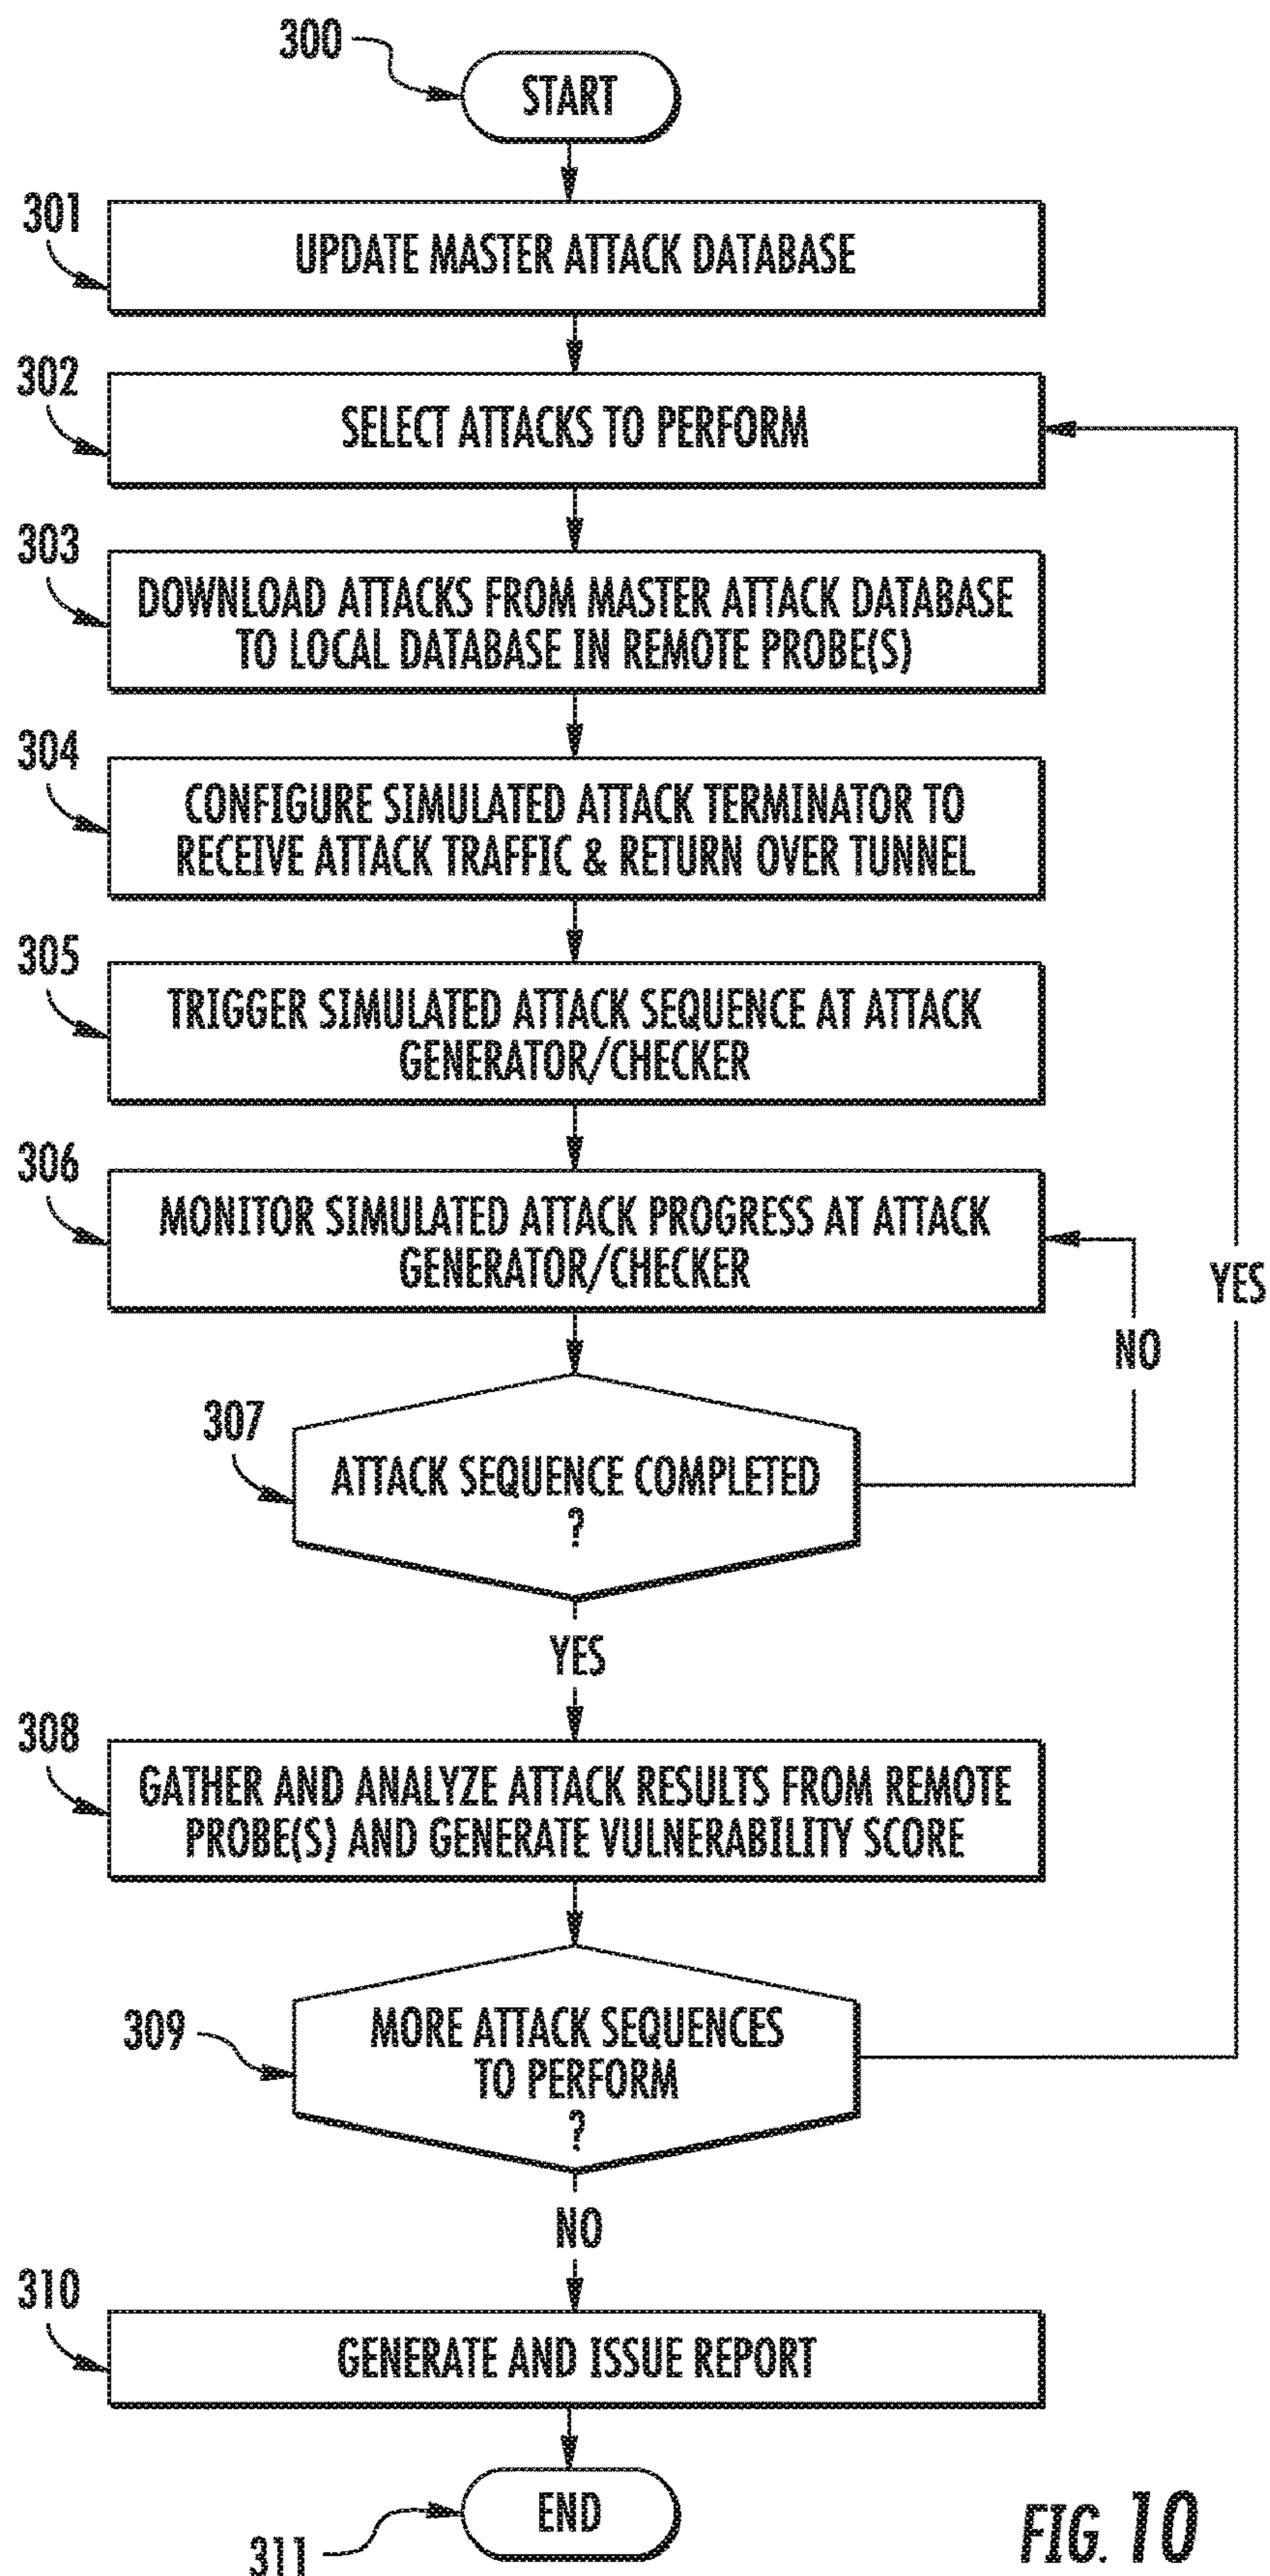 300
START
301
UPDATE MASTER ATTACK DATABASE
302
SELECT ATTACKS TO PERFORM
303
DOWNLOAD ATTACKS FROM MASTER ATTACK DATABASE
TO LOCAL DATABASE IN REMOTE PROBE(S)
304
CONFIGURE SIMULATED ATTACK TERMINATOR TO
RECEIVE ATTACK TRAFFIC & RETURN OVER TUNNEL
305
TRIGGER SIMULATED ATTACK SEQUENCE AT ATTACK
GENERATOR/CHECKER
306
MONITOR SIMULATED ATTACK PROGRESS AT ATTACK
GENERATOR/CHECKER
YES
NO
307
ATTACK SEQUENCE COMPLETED
?
YES
308
GATHER AND ANALYZE ATTACK RESULTS FROM REMOTE
PROBE(S) AND GENERATE VULNERABILITY SCORE
309
MORE ATTACK SEQUENCES
TO PERFORM
?
NO
310
GENERATE AND ISSUE REPORT
END
311
FIG. 10